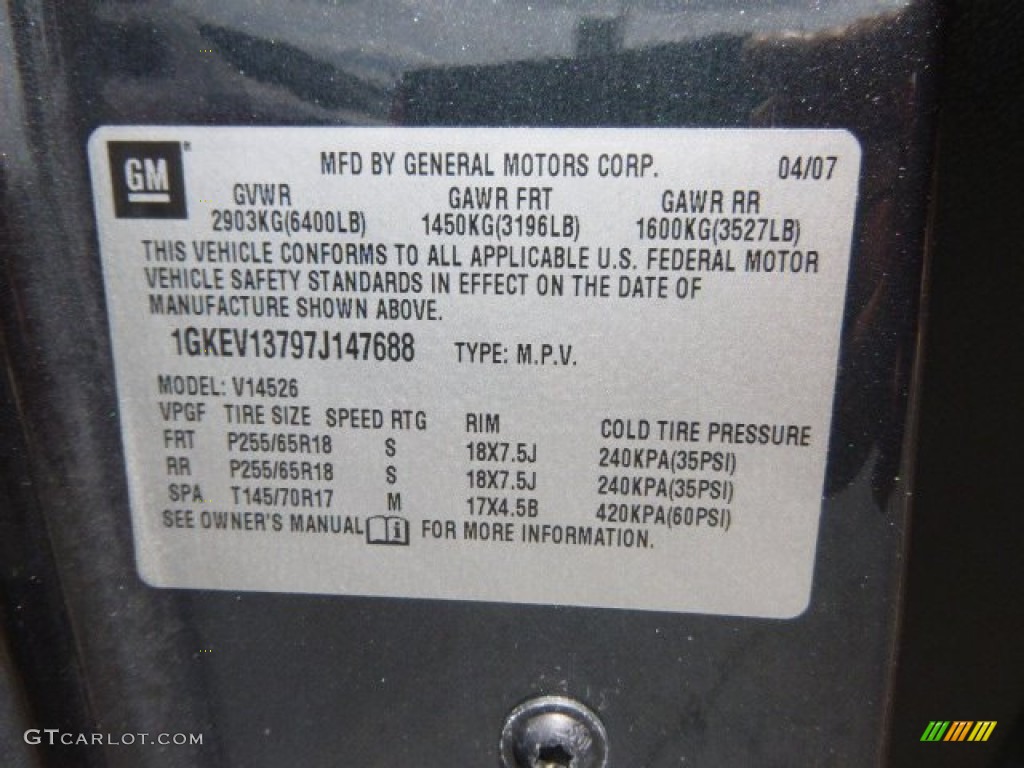 GM
MFD BY GENERAL MOTORS CORP. 04/07
GVWR GAWR FRT GAWR RR
2903KG(6400LB) 1450KG(3196LB) 1600KG(3527LB)
THIS VEHICLE CONFORMS TO ALL APPLICABLE U.S. FEDERAL MOTOR
VEHICLE SAFETY STANDARDS IN EFFECT ON THE DATE OF
MANUFACTURE SHOWN ABOVE.
1GKEV13797J147688 TYPE: M.P.V.
MODEL: V14526
VPGF TIRE SIZE SPEED RTG RIM COLD TIRE PRESSURE
FRT P255/65R18 S 18X7.5J 240KPA(35PSI)
RR P255/65R18 S 18X7.5J 240KPA(35PSI)
SPA T145/70R17 M 17X4.5B 420KPA(60PSI)
SEE OWNER'S MANUAL i FOR MORE INFORMATION.
GTCARLOT.COM